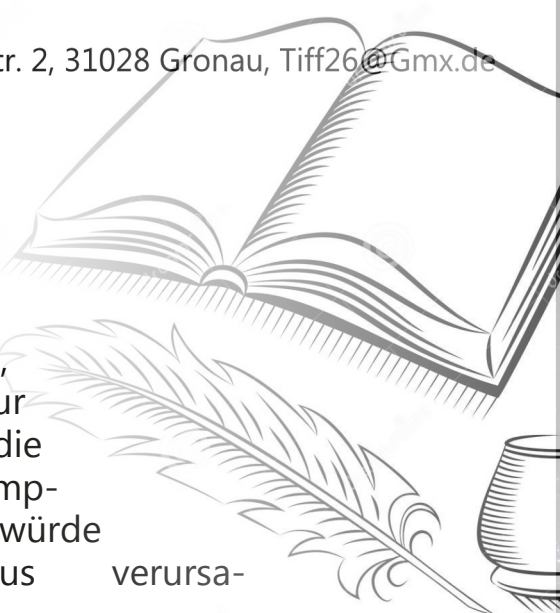 tr. 2, 31028 Gronau, Tiff26@Gmx.de
,
ur
die
mp-
würde
us verursa-